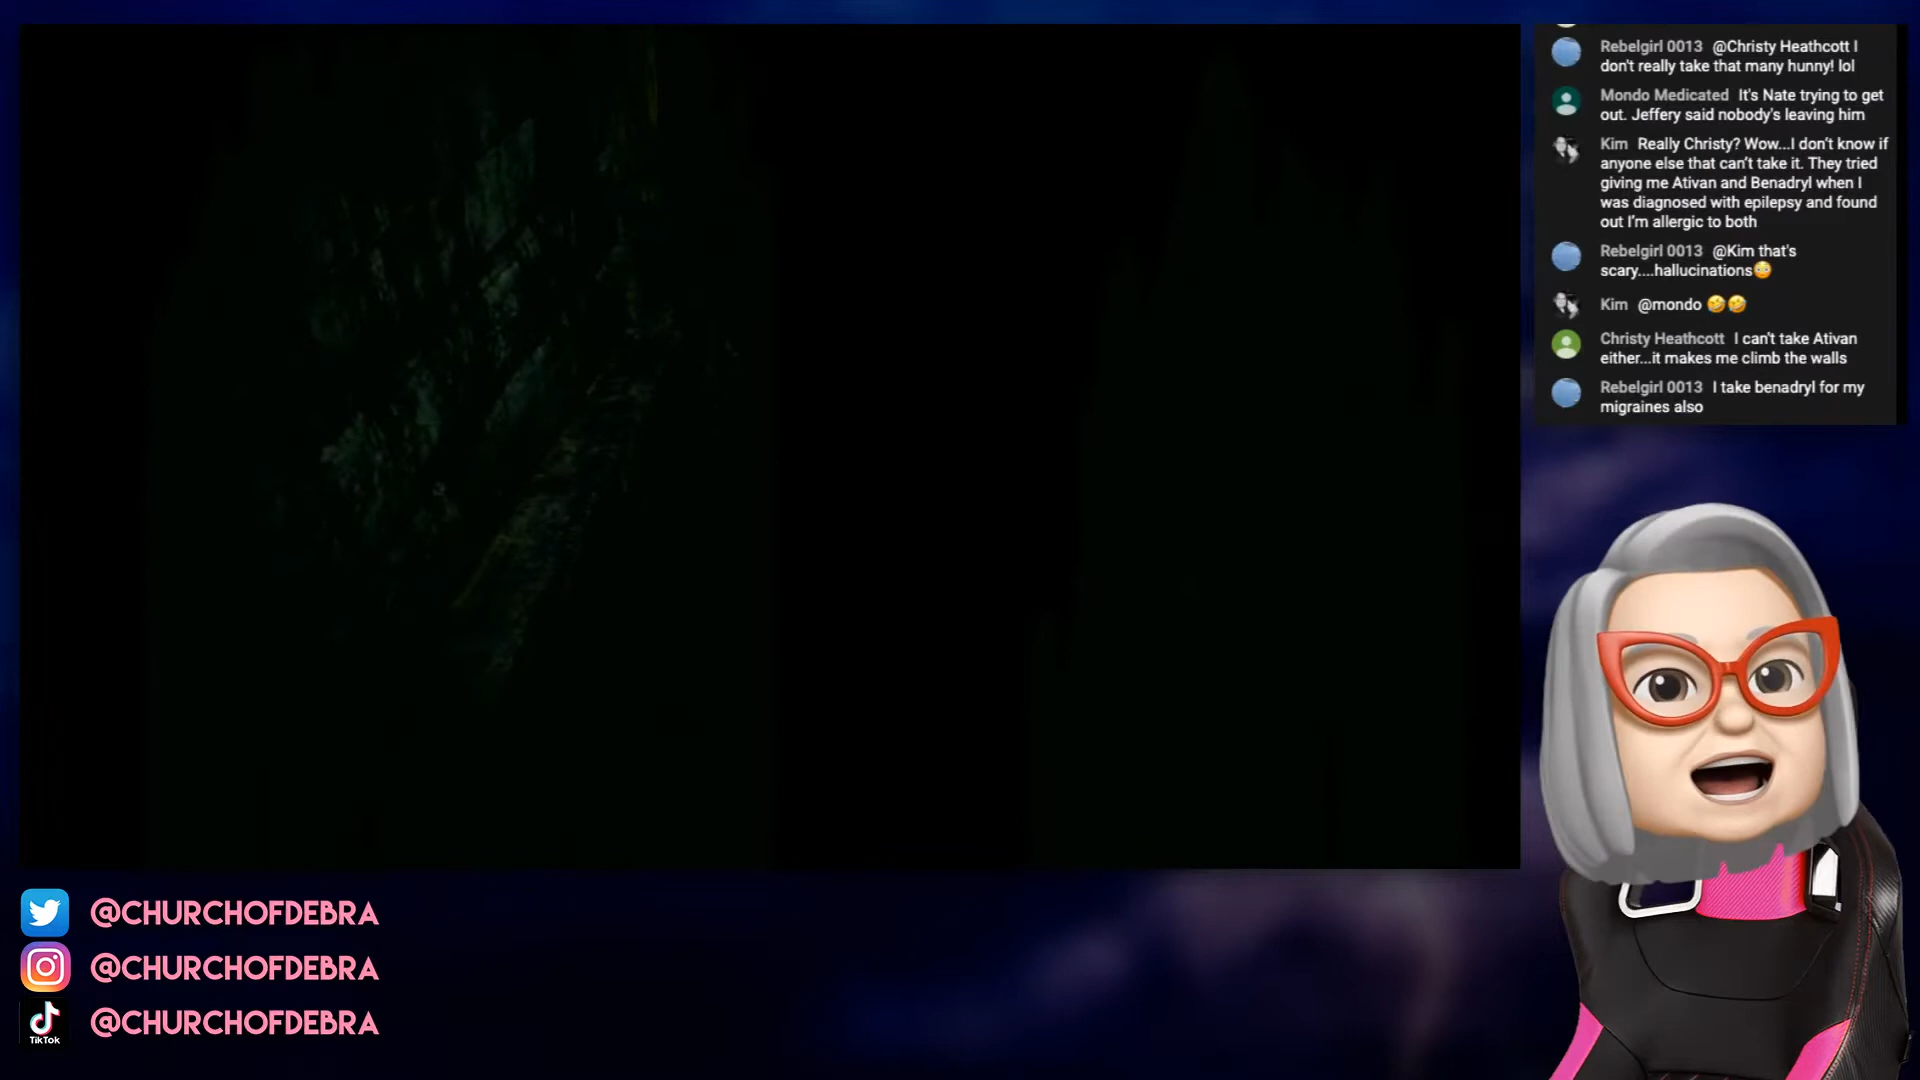 Rebelgirl 0013 @Christy Heathcott I
don't really take that many hunny! lol
Mondo Medicated It's Nate trying to get
out. Jeffery said nobody's leaving him
Kim Really Christy? Wow...I don't know if
anyone else that can't take it. They tried
giving me Ativan and Benadryl when I
was diagnosed with epilepsy and found
out I'm allergic to both
Rebelgirl 0013 @Kim that's
scary....hallucinations😳
Kim @mondo 🤣🤣
Christy Heathcott I can't take Ativan
either...it makes me climb the walls
Rebelgirl 0013 I take benadryl for my
migraines also
@CHURCHOFDEBRA
@CHURCHOFDEBRA
TikTok
@CHURCHOFDEBRA